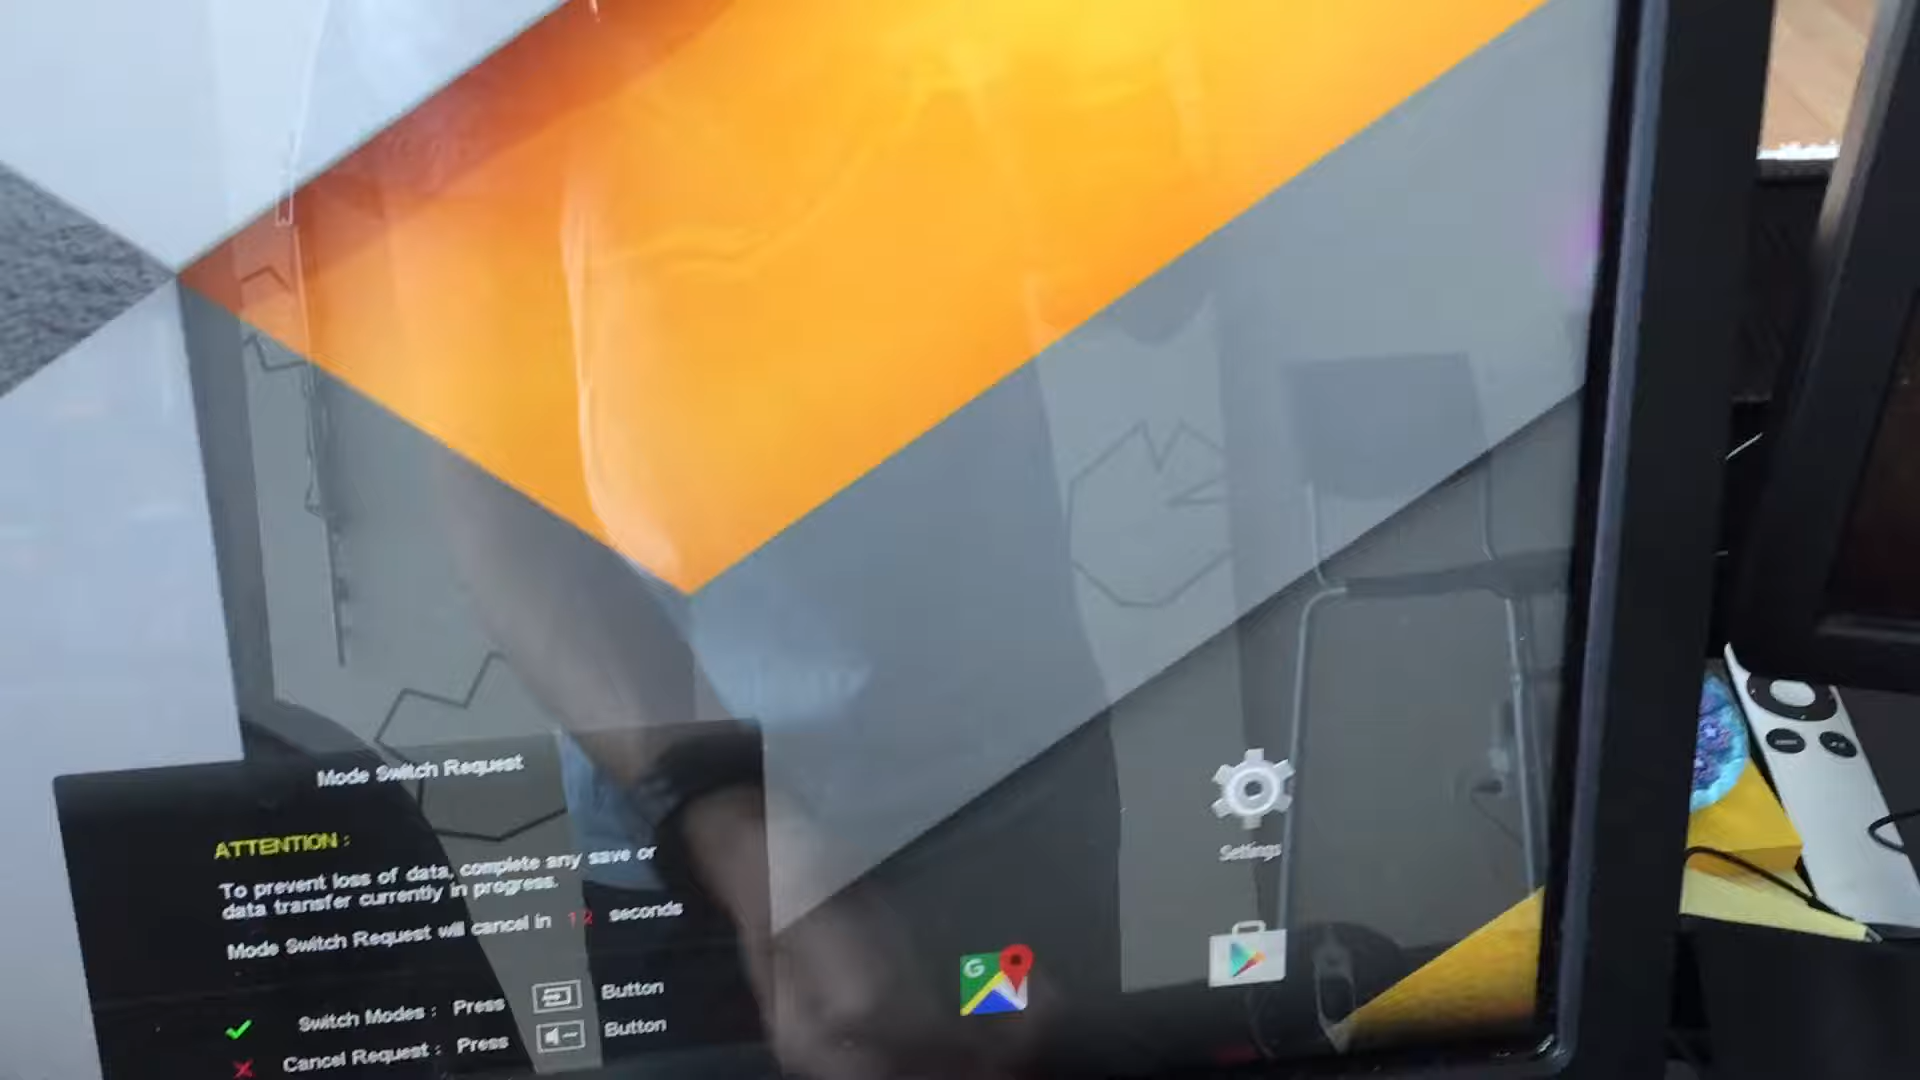 Mode Switch Request
ATTENTION :
To prevent loss of data, complete any save or
data transfer currently in progress.
Mode Switch Request will cancel in 12 seconds
Switch Modes : Press Button
Cancel Request : Press Button
Settings
G